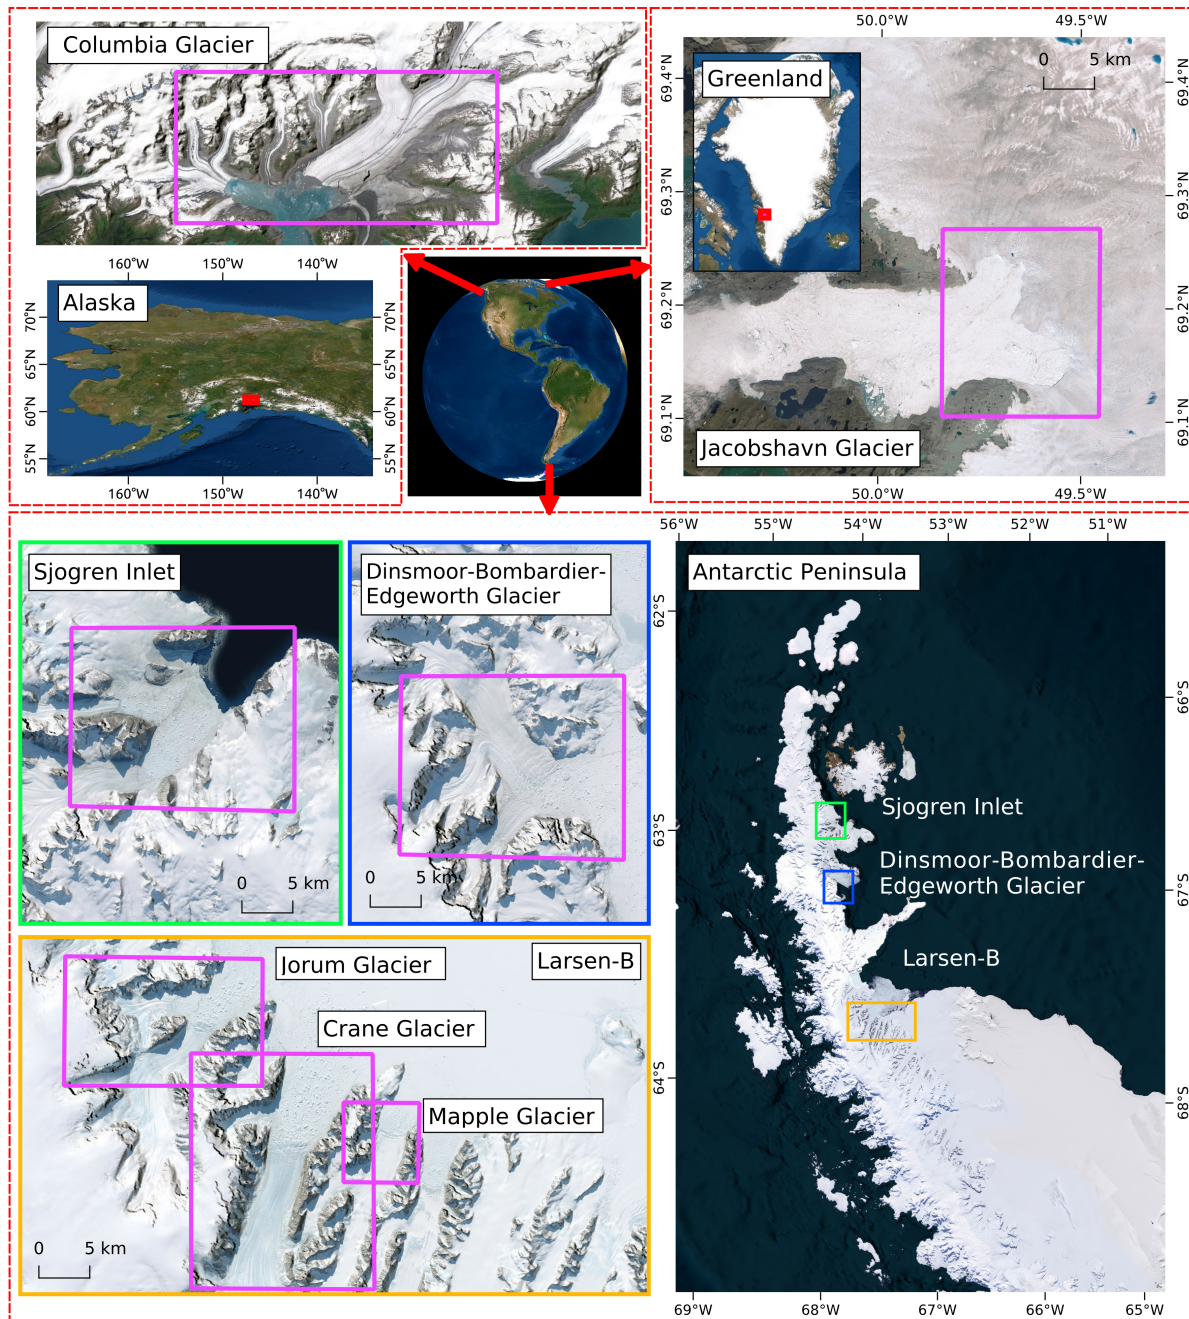 Columbia Glacier
160°W 150°W 140°W
Alaska
70°N 65°N 60°N 55°N
70°N 65°N 60°N 55°N
160°W 150°W 140°W
50.0°W 49.5°W
Greenland
0 5 km
69.4°N 69.3°N 69.2°N 69.1°N
69.4°N 69.3°N 69.2°N 69.1°N
Jacobshavn Glacier
50.0°W 49.5°W
Sjogren Inlet
0 5 km
Dinsmoor-Bombardier-
Edgeworth Glacier
0 5 km
Jorum Glacier
Larsen-B
Crane Glacier
Mapple Glacier
0 5 km
56°W 55°W 54°W 53°W 52°W 51°W
Antarctic Peninsula
62°S 63°S 64°S
66°S 67°S 68°S
Sjogren Inlet
Dinsmoor-Bombardier-
Edgeworth Glacier
Larsen-B
69°W 68°W 67°W 66°W 65°W